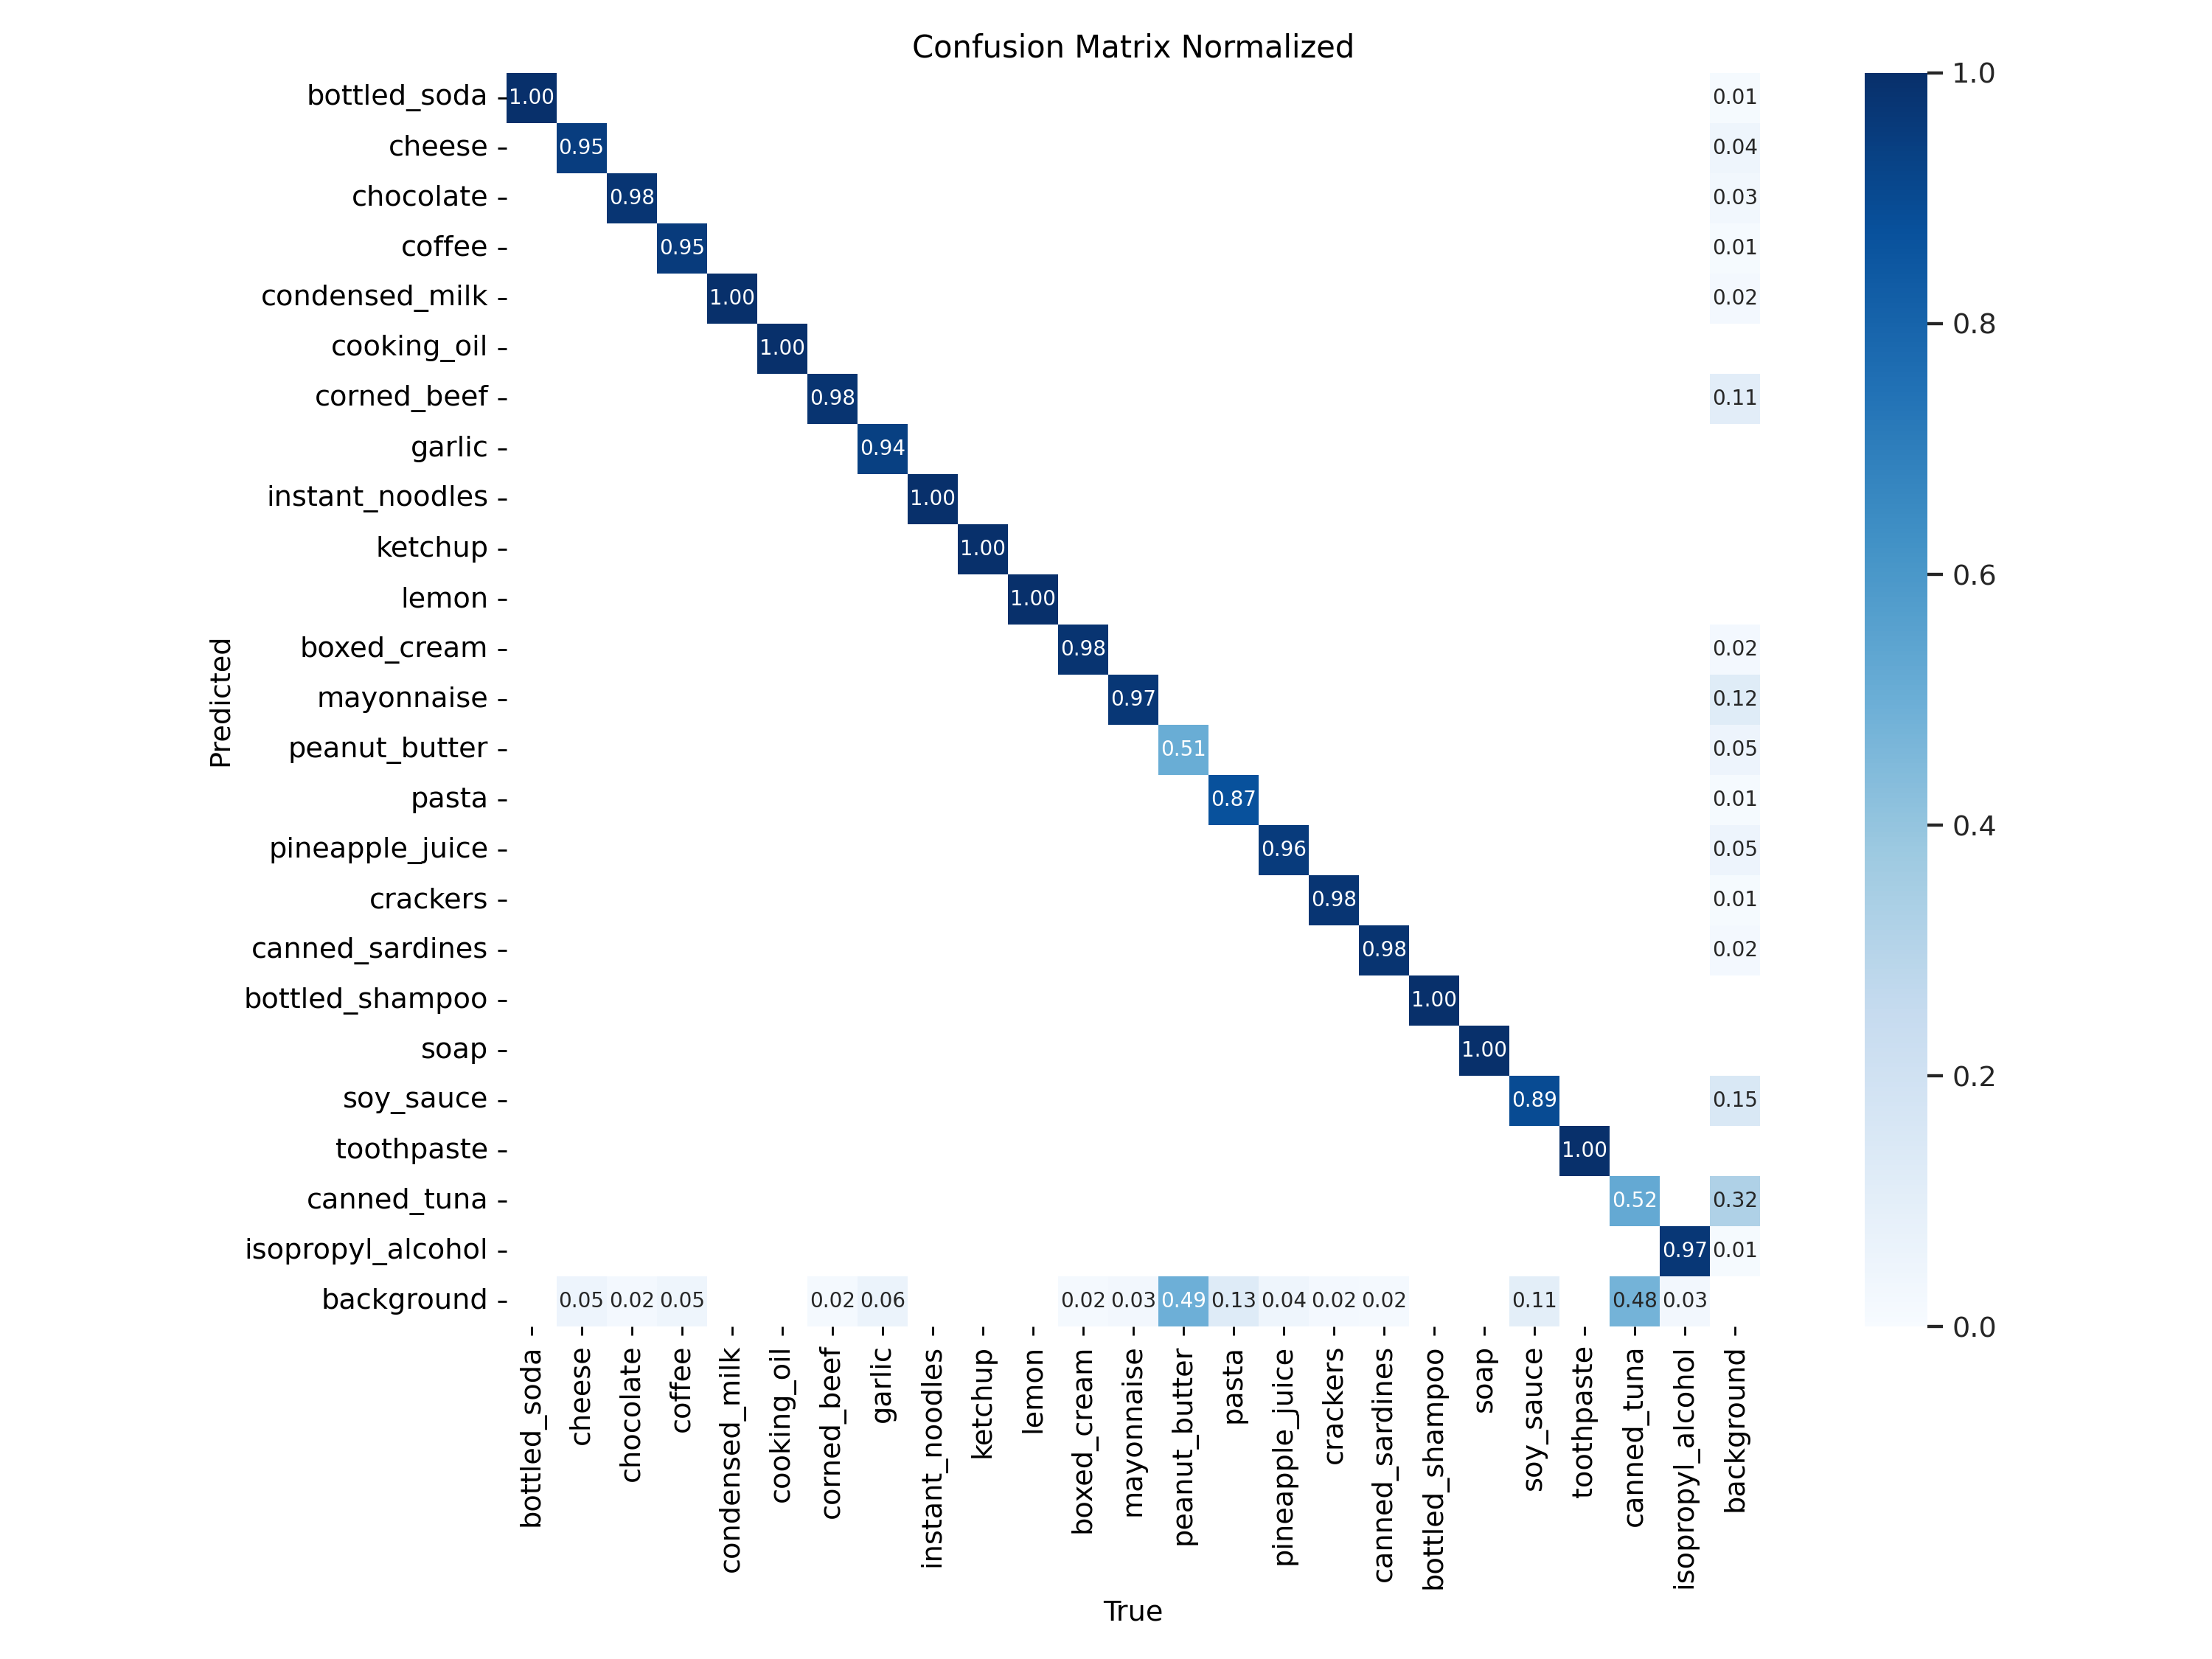 Confusion Matrix Normalized
bottled_soda 1.00 0.01 1.0
cheese 0.95 0.04
chocolate 0.98 0.03
coffee 0.95 0.01
condensed_milk 1.00 0.02 0.8
cooking_oil 1.00
corned_beef 0.98 0.11
garlic 0.94
instant_noodles 1.00
ketchup 1.00
lemon 1.00 0.6
boxed_cream 0.98 0.02
mayonnaise 0.97 0.12
Predicted
peanut_butter 0.51 0.05
pasta 0.87 0.01
pineapple_juice 0.96 0.05 0.4
crackers 0.98 0.01
canned_sardines 0.98 0.02
bottled_shampoo 1.00
soap 1.00 0.2
soy_sauce 0.89 0.15
toothpaste 1.00
canned_tuna 0.52 0.32
isopropyl_alcohol 0.97 0.01
background 0.05 0.02 0.05 0.02 0.06 0.02 0.03 0.49 0.13 0.04 0.02 0.02 0.11 0.48 0.03 0.0
bottled_soda
cheese
chocolate
coffee
condensed_milk
cooking_oil
corned_beef
garlic
instant_noodles
ketchup
lemon
boxed_cream
mayonnaise
peanut_butter
pasta
pineapple_juice
crackers
canned_sardines
bottled_shampoo
soap
soy_sauce
toothpaste
canned_tuna
isopropyl_alcohol
background
True